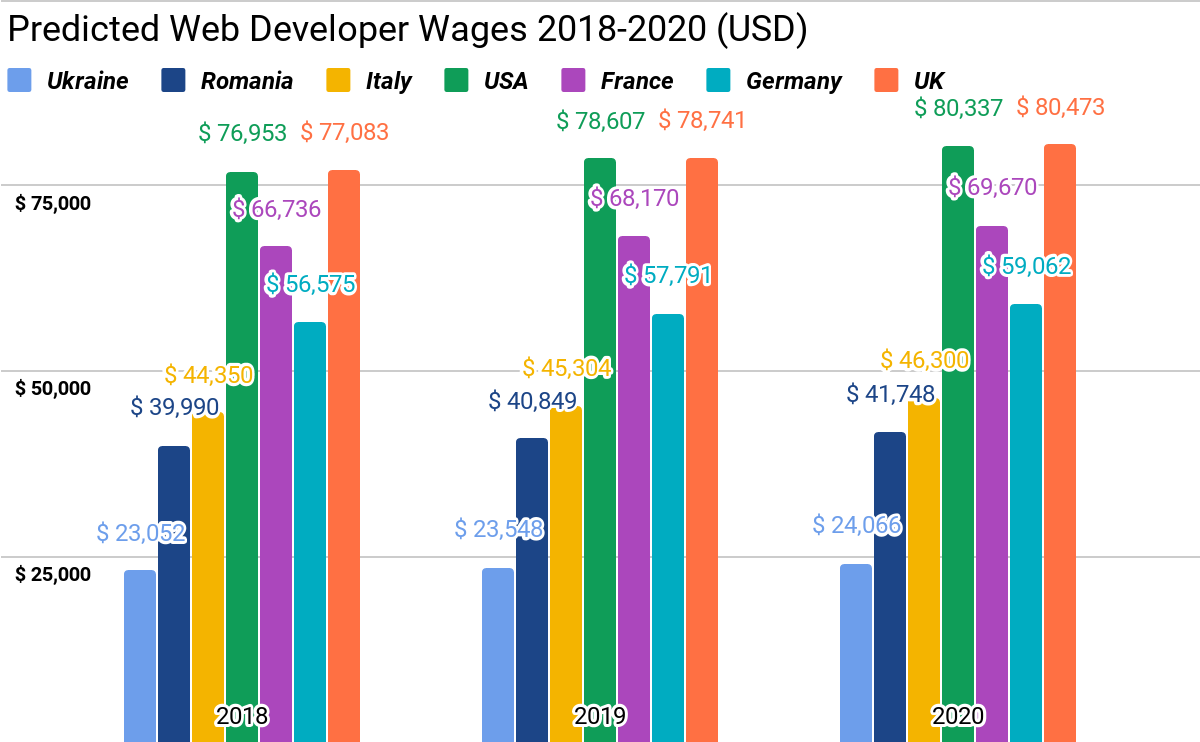 Predicted Web Developer Wages 2018-2020 (USD)
Ukraine Romania Italy USA France Germany UK
$ 76,953 $ 77,083 $ 78,607 $ 78,741 $ 80,337 $ 80,473
$ 75,000
$ 66,736 $ 68,170 $ 69,670
$ 56,575 $ 57,791 $ 59,062
$ 50,000
$ 44,350 $ 45,304 $ 46,300
$ 39,990 $ 40,849 $ 41,748
$ 23,052 $ 23,548 $ 24,066
$ 25,000
2018 2019 2020